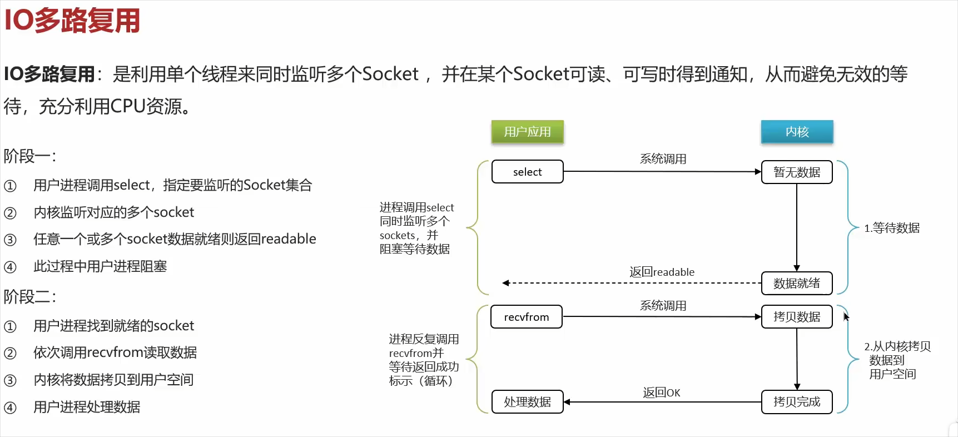 IO多路复用
IO多路复用：是利用单个线程来同时监听多个Socket ，并在某个Socket可读、可写时得到通知，从而避免无效的等
待，充分利用CPU资源。
阶段一：
① 用户进程调用select，指定要监听的Socket集合
② 内核监听对应的多个socket
③ 任意一个或多个socket数据就绪则返回readable
④ 此过程中用户进程阻塞
阶段二：
① 用户进程找到就绪的socket
② 依次调用recvfrom读取数据
③ 内核将数据拷贝到用户空间
④ 用户进程处理数据
用户应用
内核
select
系统调用
暂无数据
进程调用select
同时监听多个
sockets，并
阻塞等待数据
1.等待数据
返回readable
数据就绪
recvfrom
系统调用
拷贝数据
进程反复调用
recvfrom并
等待返回成功
标示（循环）
2.从内核拷贝
数据到
用户空间
处理数据
返回OK
拷贝完成